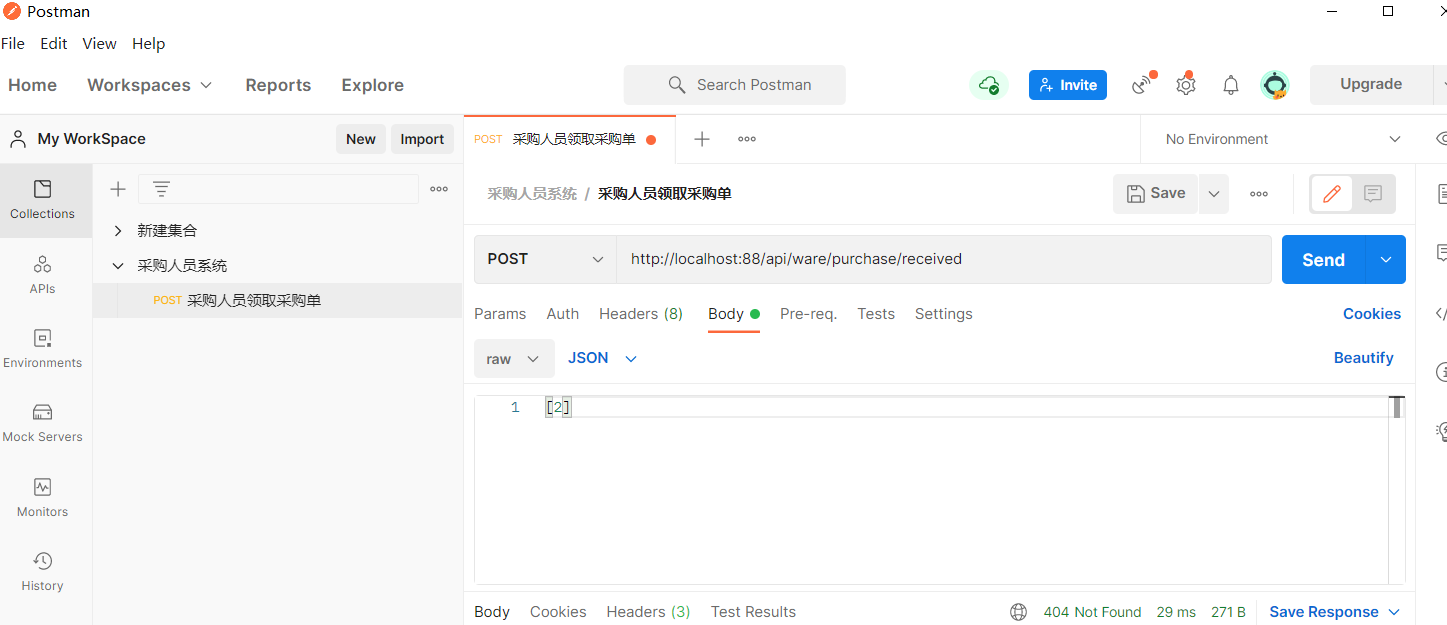 Postman
File Edit View Help
Home Workspaces Reports Explore Search Postman Invite Upgrade
My WorkSpace New Import POST 采购人员领取采购单 No Environment
采购人员系统 / 采购人员领取采购单 Save
Collections
新建集合
采购人员系统
POST 采购人员领取采购单
APIs
Environments
Mock Servers
Monitors
History
POST http://localhost:88/api/ware/purchase/received Send
Params Auth Headers (8) Body Pre-req. Tests Settings Cookies
raw JSON Beautify
1 [2]
Body Cookies Headers (3) Test Results 404 Not Found 29 ms 271 B Save Response